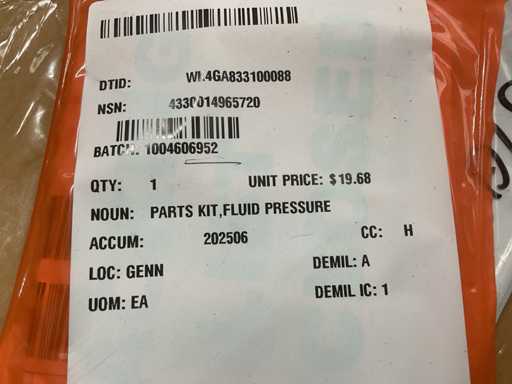 DTID: WL4GA833100088
NSN: 4330014965720
BATCH: 1004606952
QTY: 1 UNIT PRICE: $19.68
NOUN: PARTS KIT,FLUID PRESSURE
ACCUM: 202506 CC: H
LOC: GENN DEMIL: A
UOM: EA DEMIL IC: 1